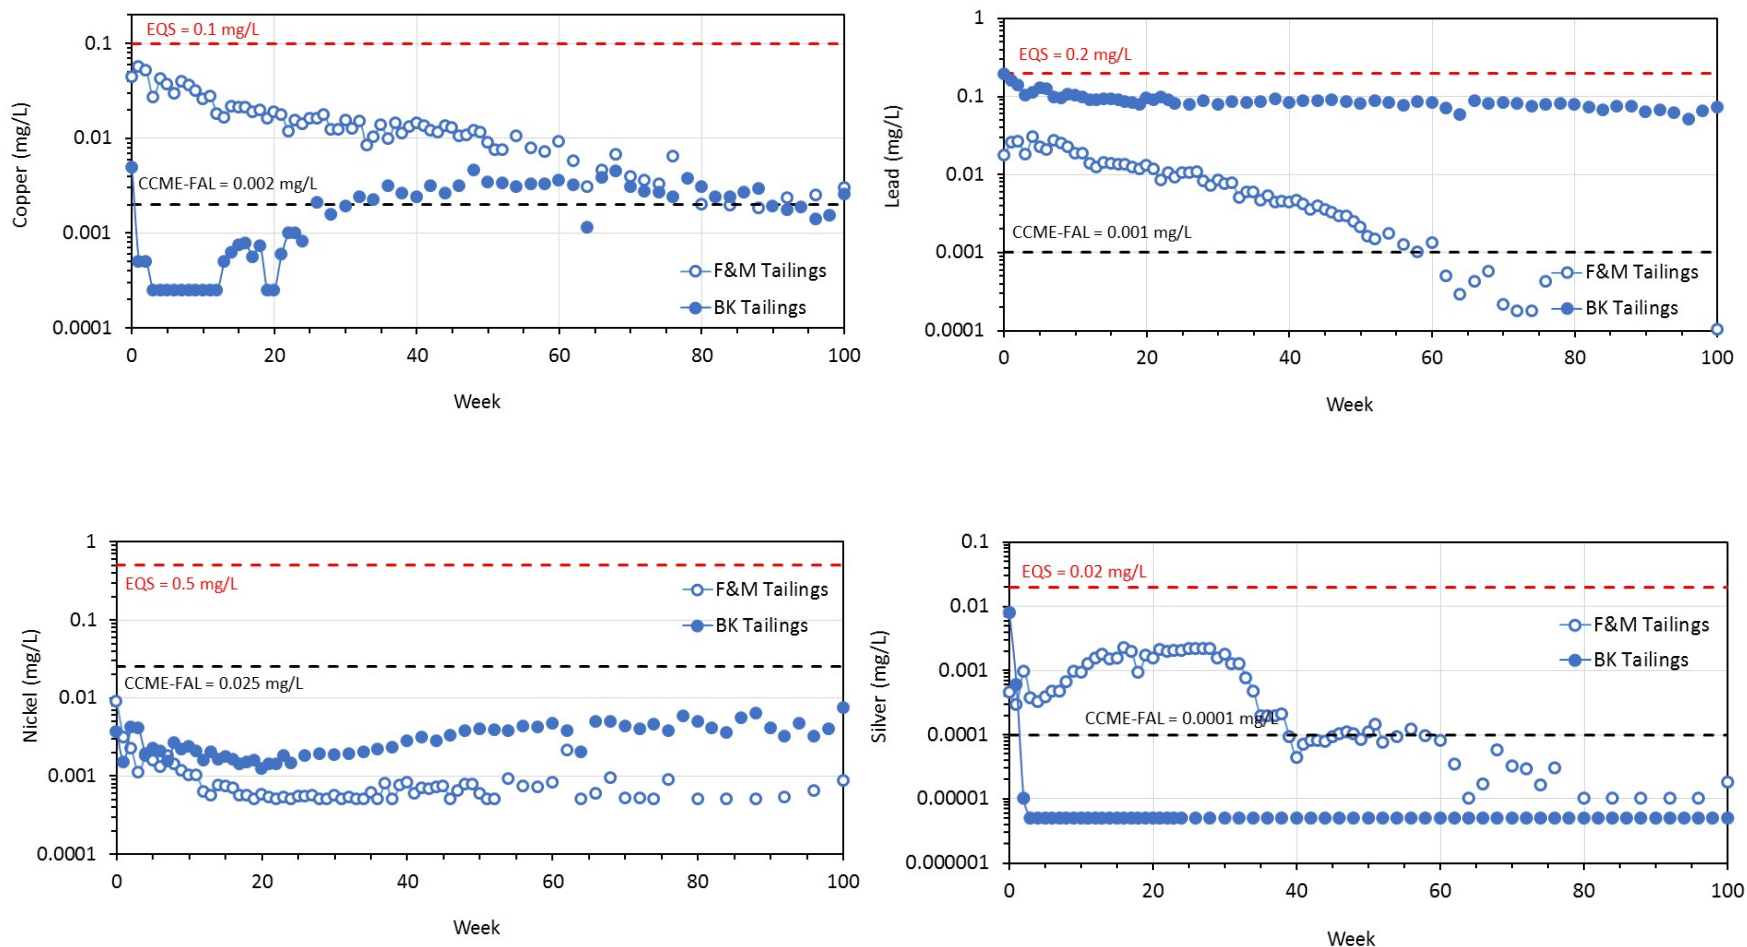 EQS = 0.1 mg/L
0.1
0.01
CCME-FAL = 0.002 mg/L
0.001
0.0001
Copper (mg/L)
F&M Tailings
BK Tailings
0 20 40 60 80 100
Week
1
EQS = 0.2 mg/L
0.1
0.01
CCME-FAL = 0.001 mg/L
0.001
0.0001
Lead (mg/L)
F&M Tailings
BK Tailings
0 20 40 60 80 100
Week
1
EQS = 0.5 mg/L
0.1
CCME-FAL = 0.025 mg/L
0.01
0.001
0.0001
Nickel (mg/L)
F&M Tailings
BK Tailings
0 20 40 60 80 100
Week
0.1
EQS = 0.02 mg/L
0.01
0.001
CCME-FAL = 0.0001 mg/L
0.0001
0.00001
0.000001
Silver (mg/L)
F&M Tailings
BK Tailings
0 20 40 60 80 100
Week